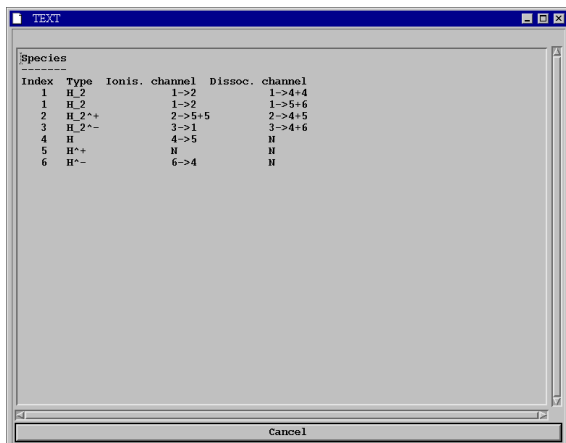 TEXT
Species
-------
Index Type Ionis. channel Dissoc. channel
1 H_2 1->2 1->4+4
1 H_2 1->2 1->5+6
2 H_2^+ 2->5+5 2->4+5
3 H_2^- 3->1 3->4+6
4 H 4->5 N
5 H^+ N N
6 H^- 6->4 N
Cancel